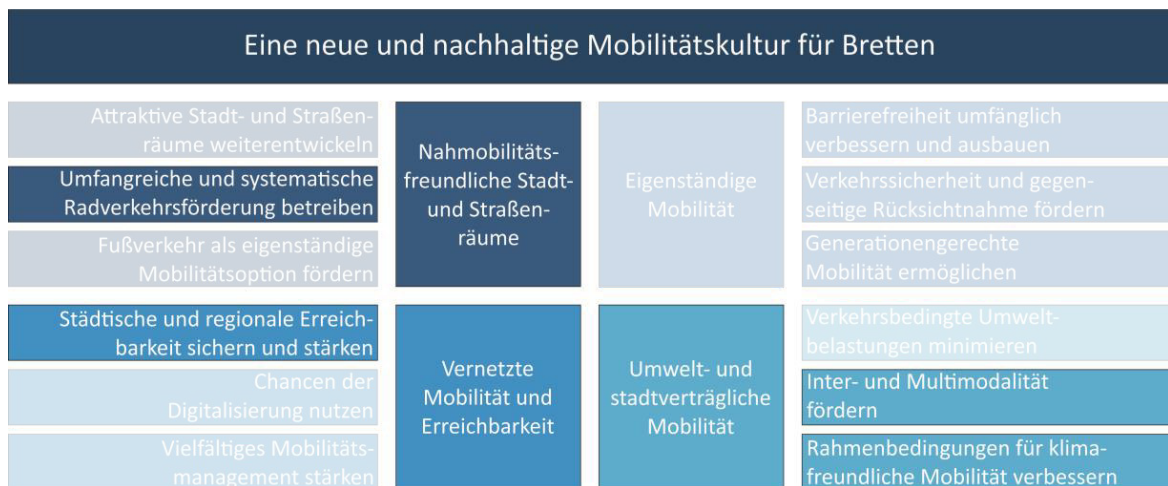 Eine neue und nachhaltige Mobilitätskultur für Bretten
Attraktive Stadt- und Straßen-
räume weiterentwickeln
Umfangreiche und systematische
Radverkehrsförderung betreiben
Fußverkehr als eigenständige
Mobilitätsoption fördern
Nahmobilitäts-
freundliche Stadt-
und Straßen-
räume
Eigenständige
Mobilität
Barrierefreiheit umfänglich
verbessern und ausbauen
Verkehrssicherheit und gegen-
seitige Rücksichtnahme fördern
Generationengerechte
Mobilität ermöglichen
Städtische und regionale Erreich-
barkeit sichern und stärken
Chancen der
Digitalisierung nutzen
Vielfältiges Mobilitäts-
management stärken
Vernetzte
Mobilität und
Erreichbarkeit
Umwelt- und
stadtverträgliche
Mobilität
Verkehrsbedingte Umwelt-
belastungen minimieren
Inter- und Multimodalität
fördern
Rahmenbedingungen für klima-
freundliche Mobilität verbessern